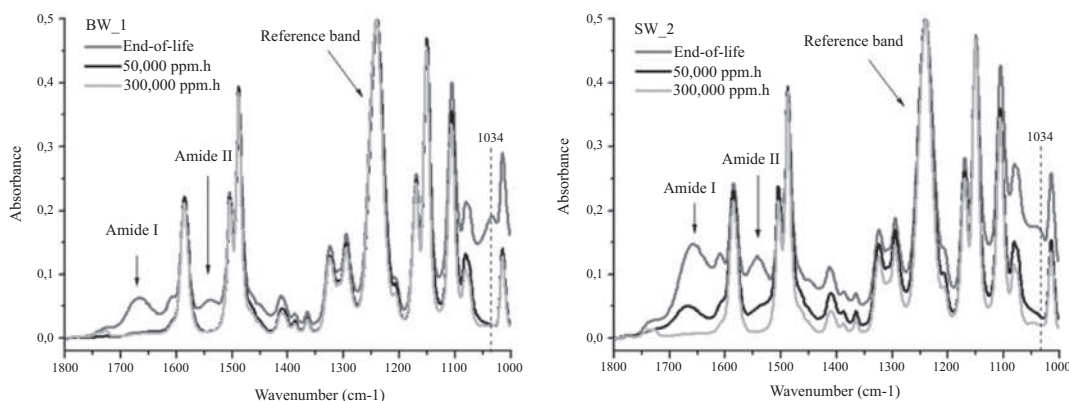 0,5
BW_1
End-of-life
50,000 ppm.h
300,000 ppm.h
Reference band
0,4
0,3
1034
Amide II
0,2
Amide I
0,1
0,0
Absorbance
1800 1700 1600 1500 1400 1300 1200 1100 1000
Wavenumber (cm-1)
0,5
SW_2
End-of-life
50,000 ppm.h
300,000 ppm.h
Reference band
0,4
0,3
1034
Amide II
Amide I
0,2
0,1
0,0
Absorbance
1800 1700 1600 1500 1400 1300 1200 1100 1000
Wavenumber (cm-1)